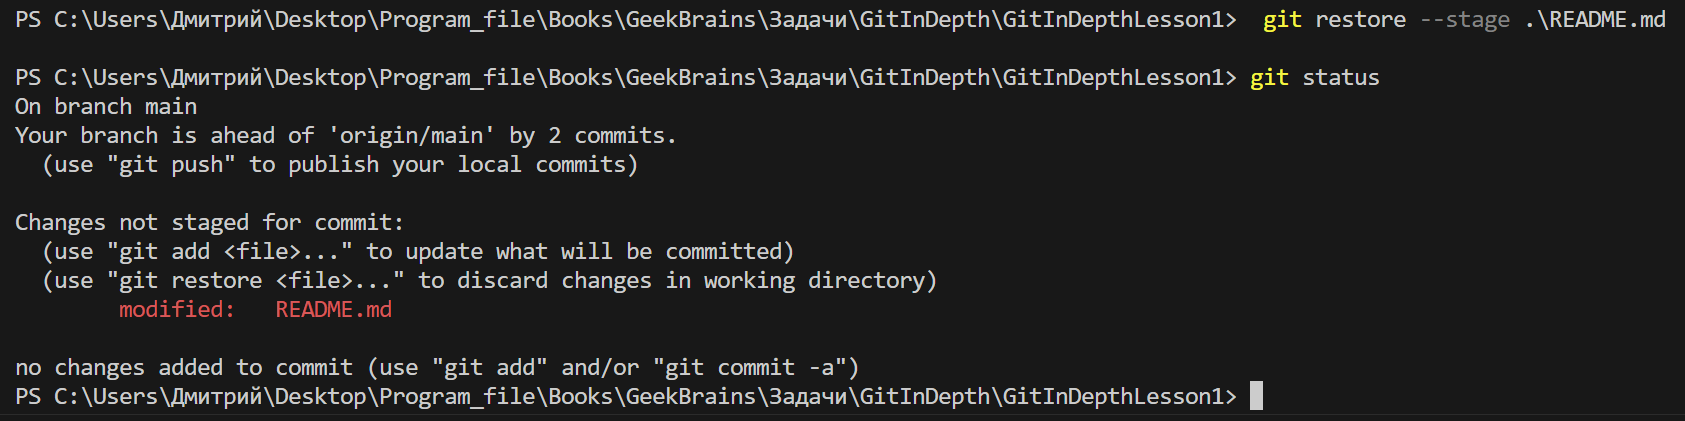 PS C:\Users\Дмитрий\Desktop\Program_file\Books\GeekBrains\Задачи\GitInDepth\GitInDepthLesson1>  git restore --stage .\README.md
PS C:\Users\Дмитрий\Desktop\Program_file\Books\GeekBrains\Задачи\GitInDepth\GitInDepthLesson1> git status
On branch main
Your branch is ahead of 'origin/main' by 2 commits.
  (use "git push" to publish your local commits)
Changes not staged for commit:
  (use "git add <file>..." to update what will be committed)
  (use "git restore <file>..." to discard changes in working directory)
        modified:   README.md
no changes added to commit (use "git add" and/or "git commit -a")
PS C:\Users\Дмитрий\Desktop\Program_file\Books\GeekBrains\Задачи\GitInDepth\GitInDepthLesson1>